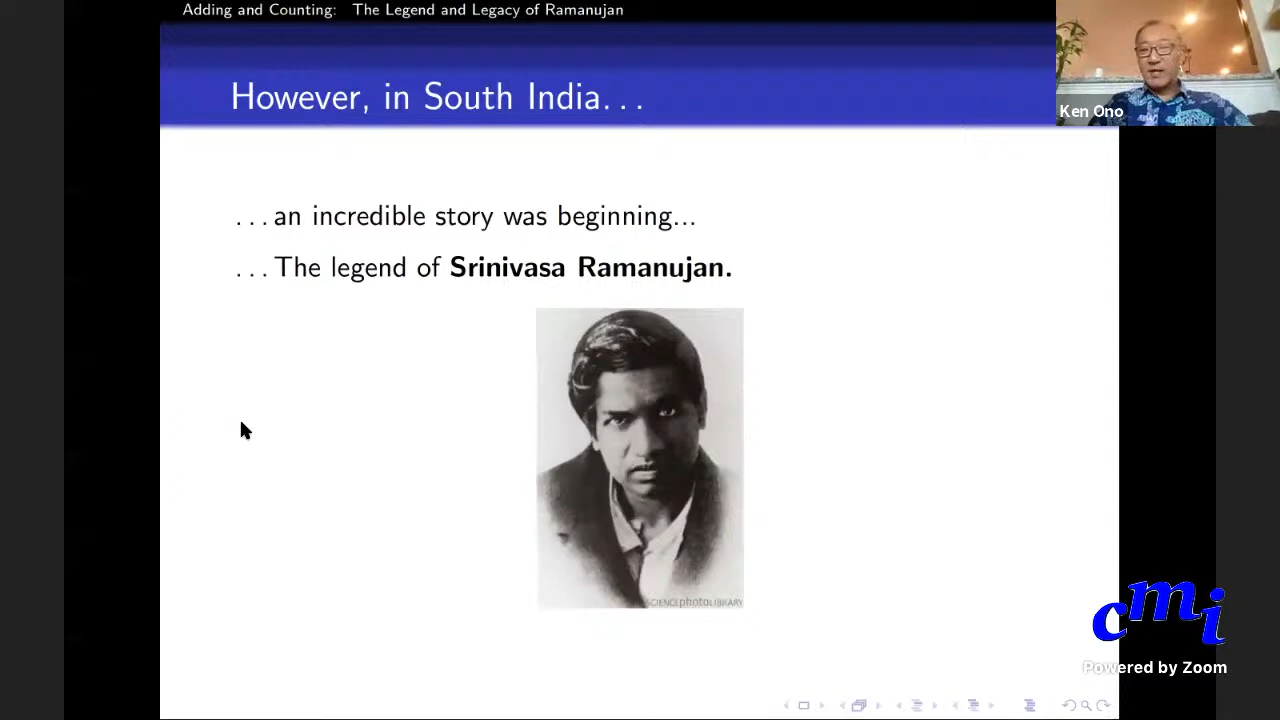 Adding and Counting: The Legend and Legacy of Ramanujan
However, in South India. . .
Ken Ono
. . . an incredible story was beginning...
. . . The legend of Srinivasa Ramanujan.
SCIENCEphotoLIBRARY
cmi
Powered by Zoom